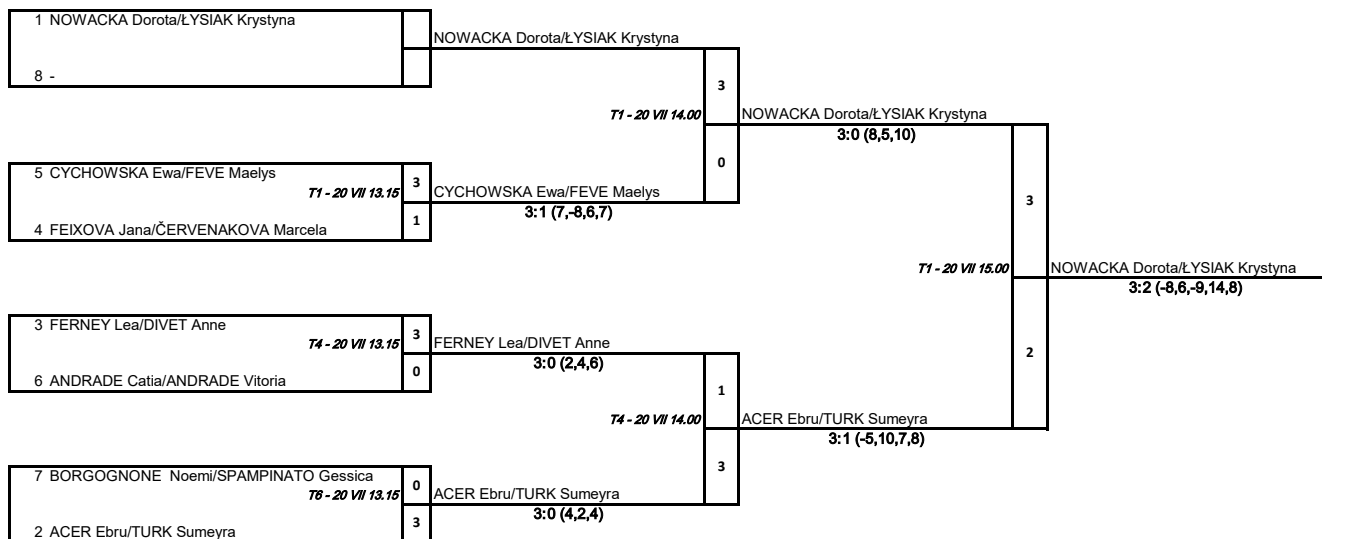 1 NOWACKA Dorota/ŁYSIAK Krystyna
NOWACKA Dorota/ŁYSIAK Krystyna
8 -
3
T1 - 20 VII 14.00
NOWACKA Dorota/ŁYSIAK Krystyna
3:0 (8,5,10)
0
5 CYCHOWSKA Ewa/FEVE Maelys
T1 - 20 VII 13.15
3
CYCHOWSKA Ewa/FEVE Maelys
3:1 (7,-8,6,7)
1
4 FEIXOVA Jana/ČERVENAKOVA Marcela
3
T1 - 20 VII 15.00
NOWACKA Dorota/ŁYSIAK Krystyna
3:2 (-8,6,-9,14,8)
2
3 FERNEY Lea/DIVET Anne
T4 - 20 VII 13.15
3
FERNEY Lea/DIVET Anne
3:0 (2,4,6)
0
6 ANDRADE Catia/ANDRADE Vitoria
1
T4 - 20 VII 14.00
ACER Ebru/TURK Sumeyra
3:1 (-5,10,7,8)
3
7 BORGOGNONE Noemi/SPAMPINATO Gessica
T6 - 20 VII 13.15
0
ACER Ebru/TURK Sumeyra
3:0 (4,2,4)
3
2 ACER Ebru/TURK Sumeyra